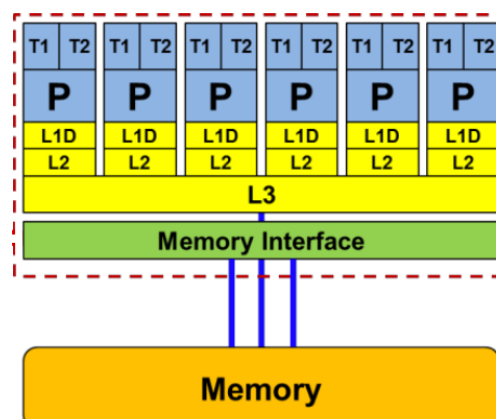 T1 T2 T1 T2 T1 T2 T1 T2 T1 T2 T1 T2
P P P P P P
L1D L1D L1D L1D L1D L1D
L2 L2 L2 L2 L2 L2
L3
Memory Interface
Memory